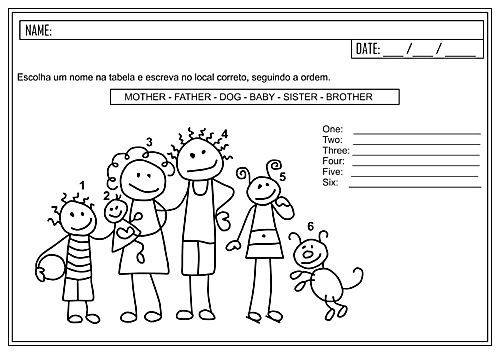 NAME:
DATE: ___ /___ /_____
Escolha um nome na tabela e escreva no local correto, seguindo a ordem.
MOTHER - FATHER - DOG - BABY - SISTER - BROTHER
One:
Two:
Three:
Four:
Five:
Six:
1
2
3
4
5
6